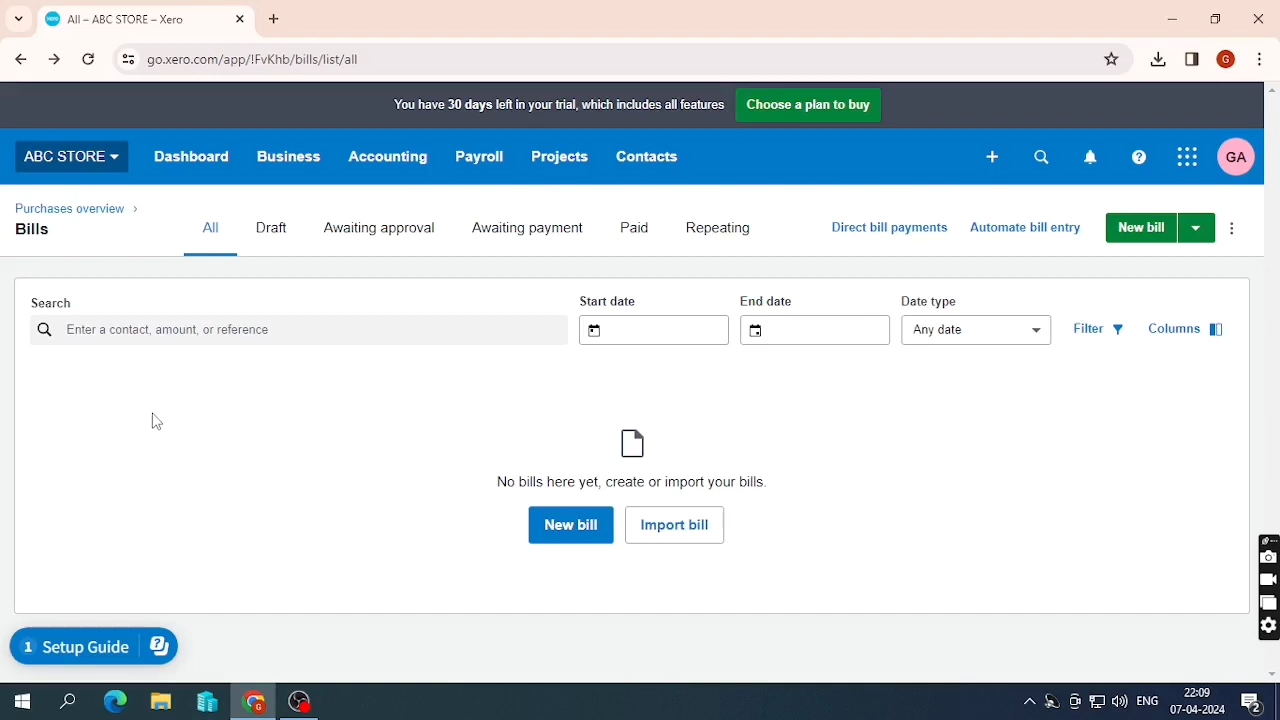 All – ABC STORE – Xero
go.xero.com/app/!FvKhb/bills/list/all
G
You have 30 days left in your trial, which includes all features
Choose a plan to buy
ABC STORE
Dashboard
Business
Accounting
Payroll
Projects
Contacts
GA
Purchases overview
Bills
All
Draft
Awaiting approval
Awaiting payment
Paid
Repeating
Direct bill payments
Automate bill entry
New bill
Search
Enter a contact, amount, or reference
Start date
End date
Date type
Any date
Filter
Columns
No bills here yet, create or import your bills.
New bill
Import bill
1 Setup Guide
ENG
22:09
07-04-2024
2